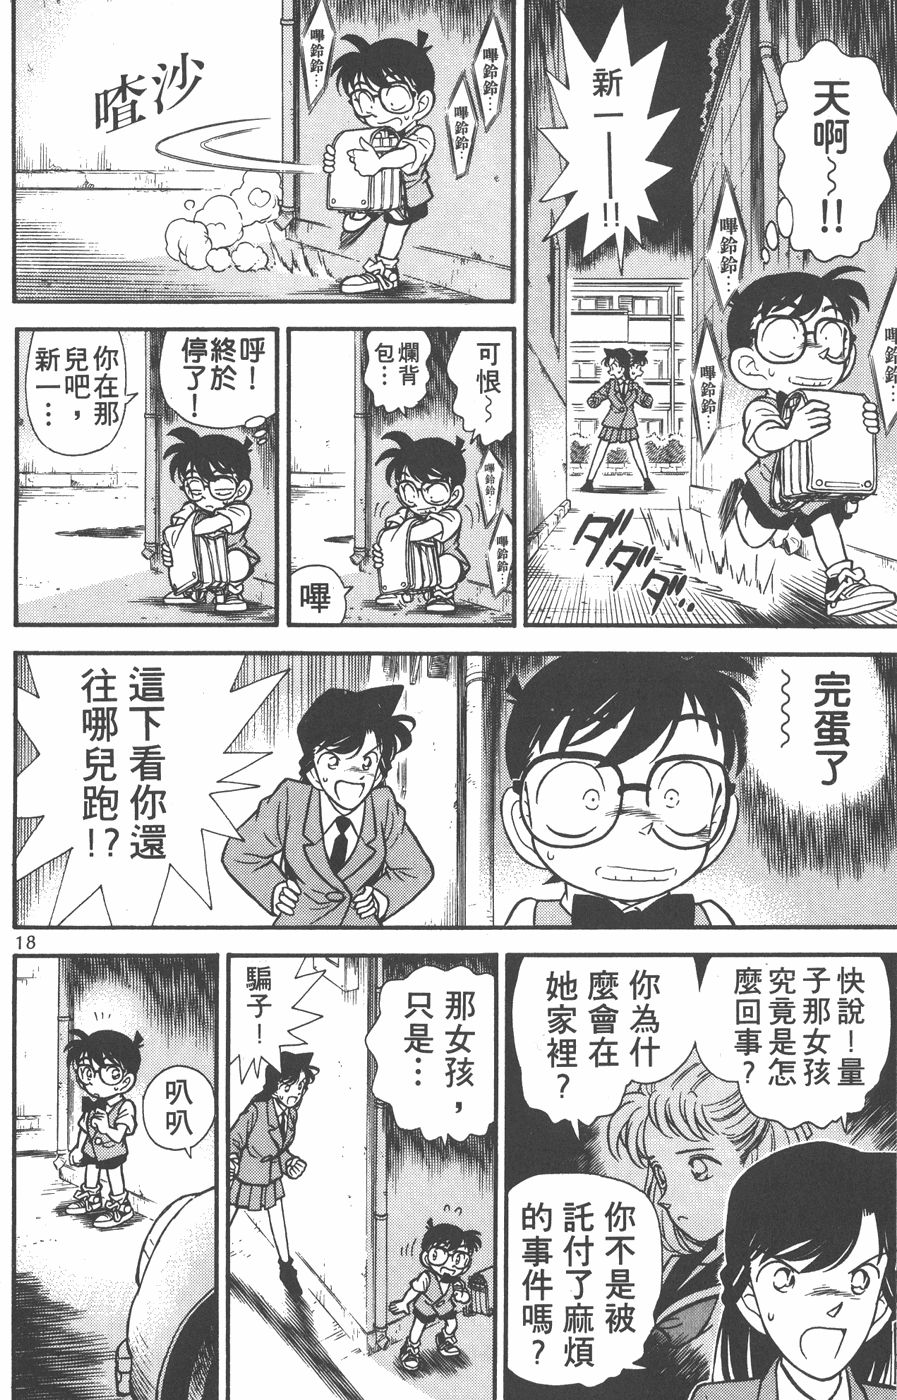 天啊~!!
新一——!!
嗶鈴鈴…
嗶鈴鈴…
嗶鈴鈴…
嗶鈴鈴…
嗶鈴鈴…
嗶鈴鈴…
嗶鈴鈴…
沙
喳
ダダ
ダダ…
可恨~
爛背
包…
嗶鈴鈴…
嗶鈴鈴…
嗶
呼!
終於
停了!
你在那
兒吧,
新一…
完蛋了~
這下看你還
往哪兒跑!?
18
快說!量
子那女孩
究竟是怎
麼回事?
你為什
麼會在
她家裡?
你不是被
託付了麻煩
的事件嗎?
那女孩,
只是…
騙子!
叭叭